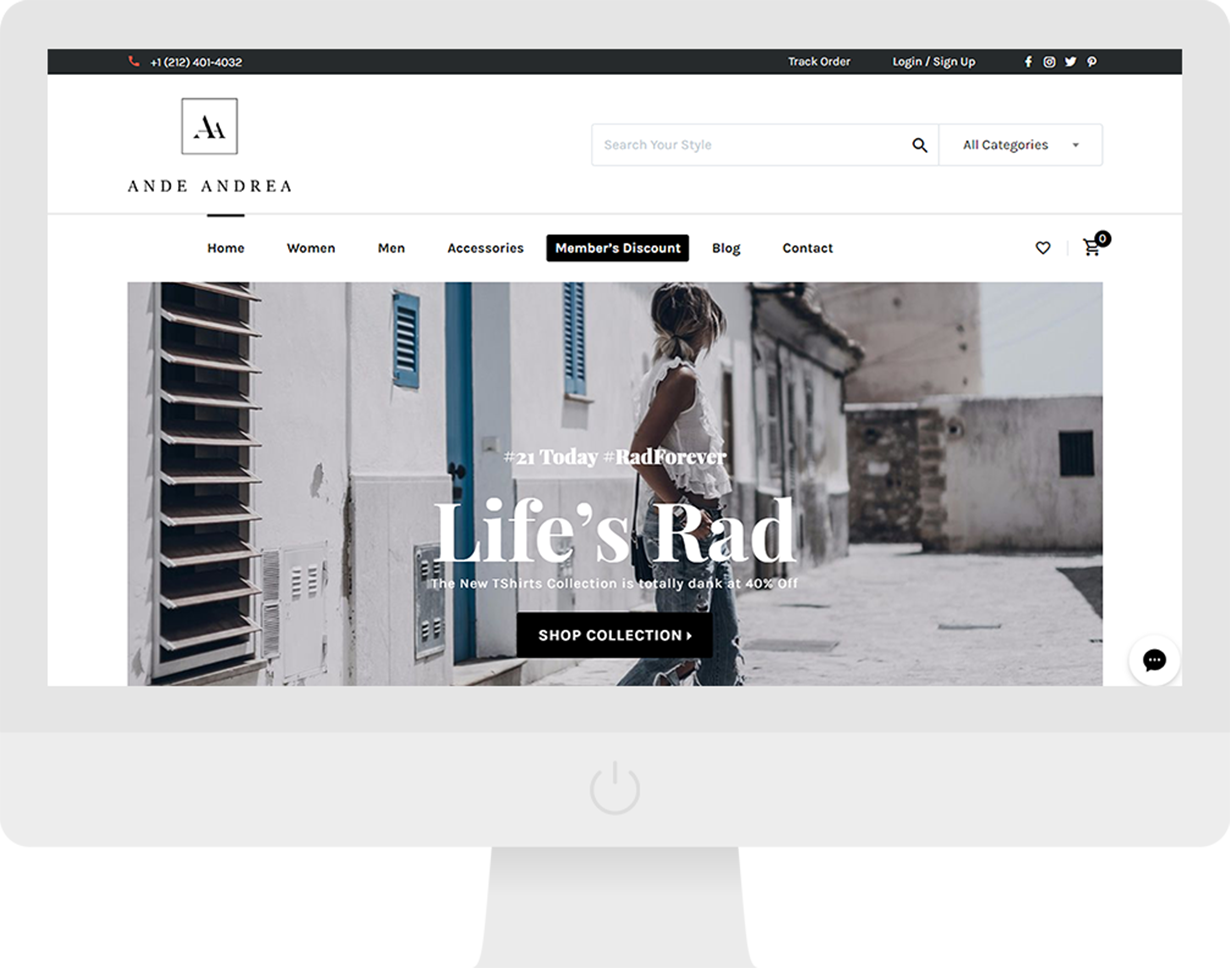 +1 (212) 401-4032
Track Order
Login / Sign Up
AA
ANDE ANDREA
Search Your Style
All Categories
Home
Women
Men
Accessories
Member's Discount
Blog
Contact
0
#21 Today #RadForever
Life's Rad
The New TShirts Collection is totally dank at 40% Off
SHOP COLLECTION